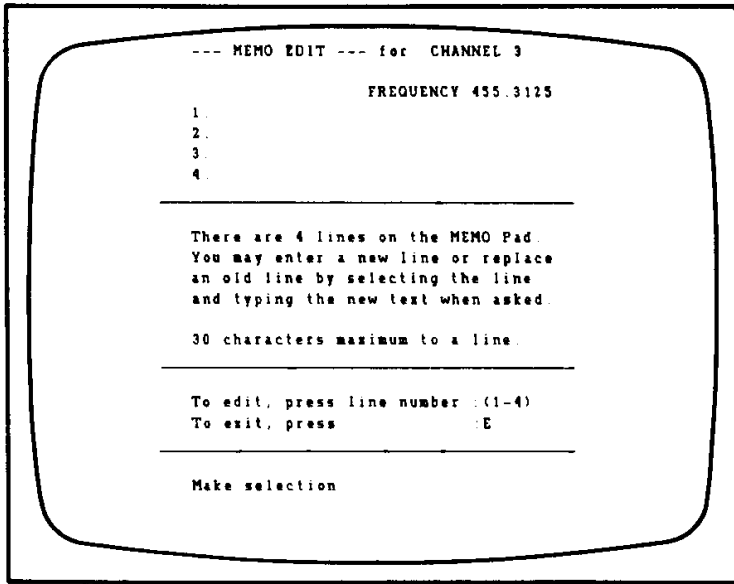 --- MEMO EDIT --- for CHANNEL 3
FREQUENCY 455.3125
1.
2.
3.
4.
There are 4 lines on the MEMO Pad.
You may enter a new line or replace
an old line by selecting the line
and typing the new text when asked.
30 characters maximum to a line.
To edit, press line number :(1-4)
To exit, press :E
Make selection